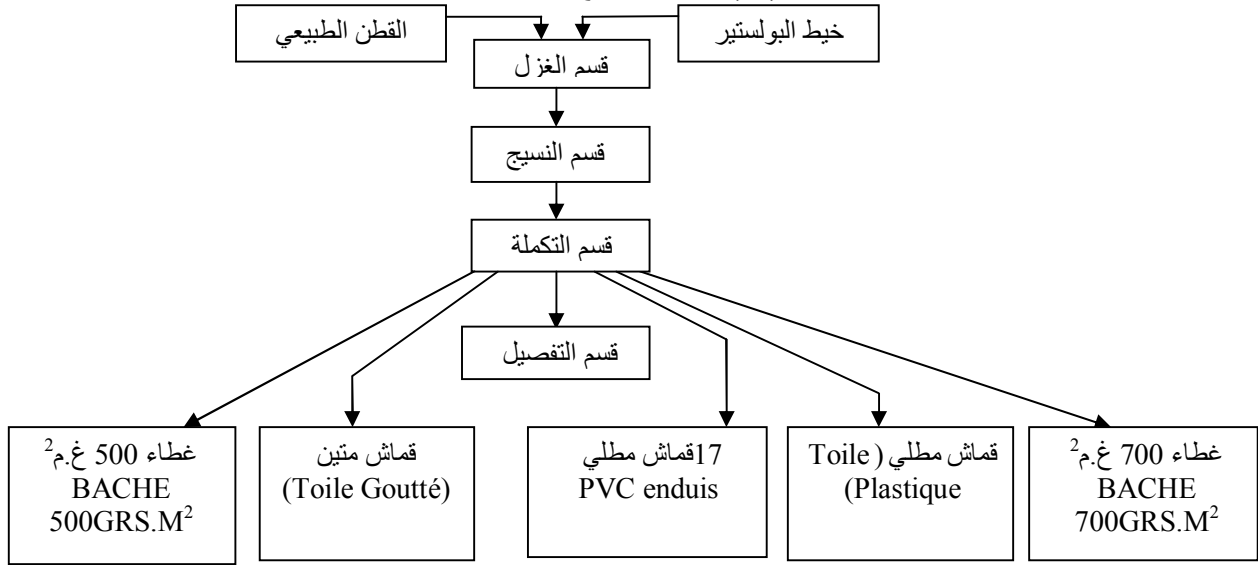 خيط البولستير
القطن الطبيعي
قسم الغزل
قسم النسيج
قسم التكملة
قسم التفصيل
غطاء 700 غ.م²
BACHE
700GRS.M²
قماش مطلي ( Toile
Plastique)
17قماش مطلي
PVC enduis
قماش متين
(Toile Goutté)
غطاء 500 غ.م²
BACHE
500GRS.M²